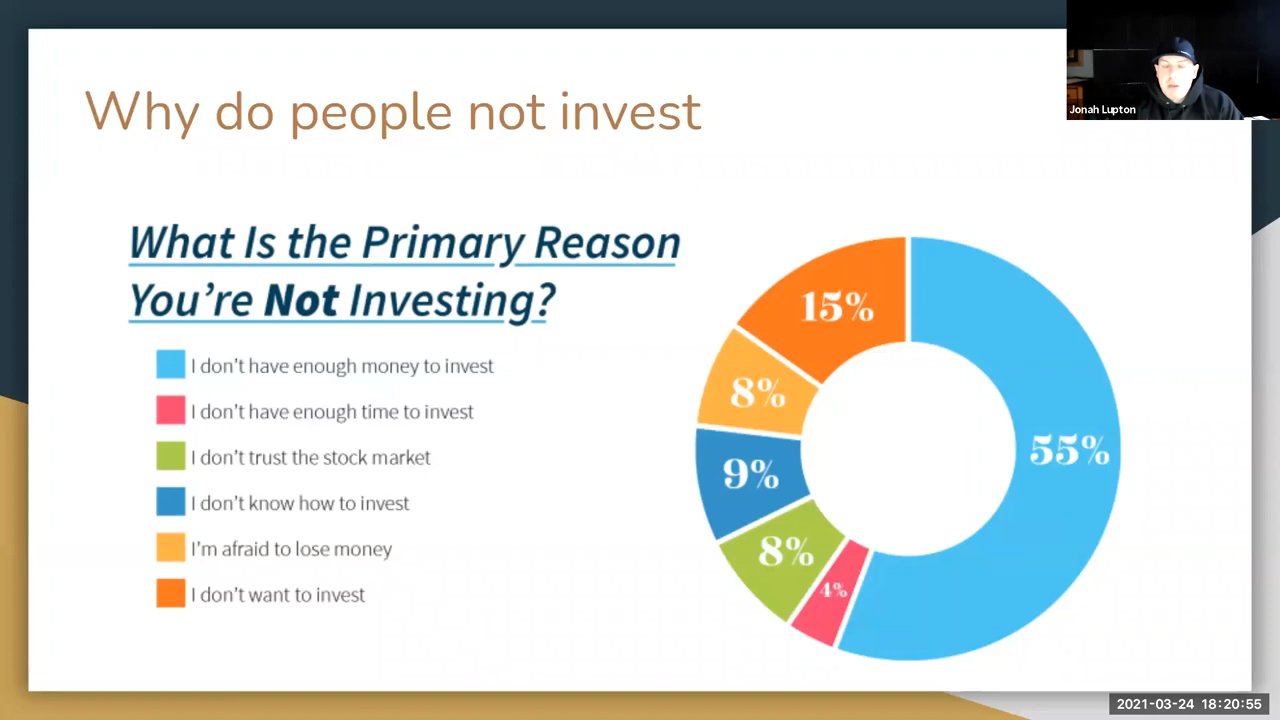 Why do people not invest
Jonah Lupton
What Is the Primary Reason
You’re Not Investing?
I don’t have enough money to invest
I don’t have enough time to invest
I don’t trust the stock market
I don’t know how to invest
I’m afraid to lose money
I don’t want to invest
15%
8%
9%
8%
4%
55%
2021-03-24 18:20:55